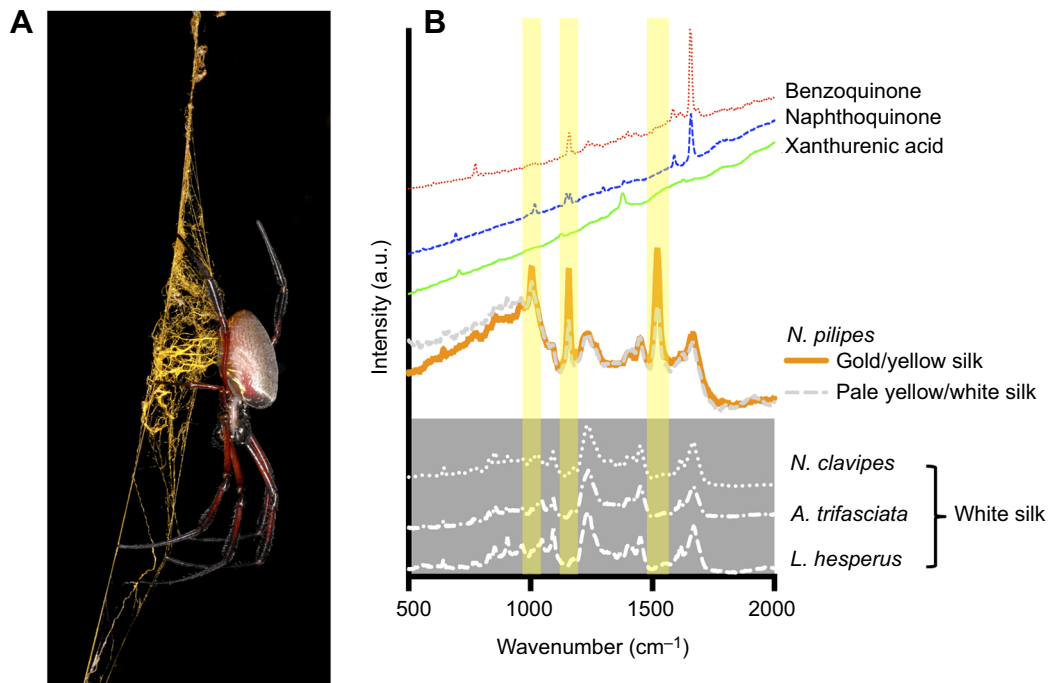 A
B
Benzoquinone
Naphthoquinone
Xanthurenic acid
Intensity (a.u.)
N. pilipes
Gold/yellow silk
Pale yellow/white silk
N. clavipes
A. trifasciata
White silk
L. hesperus
500
1000
1500
2000
Wavenumber (cm⁻¹)